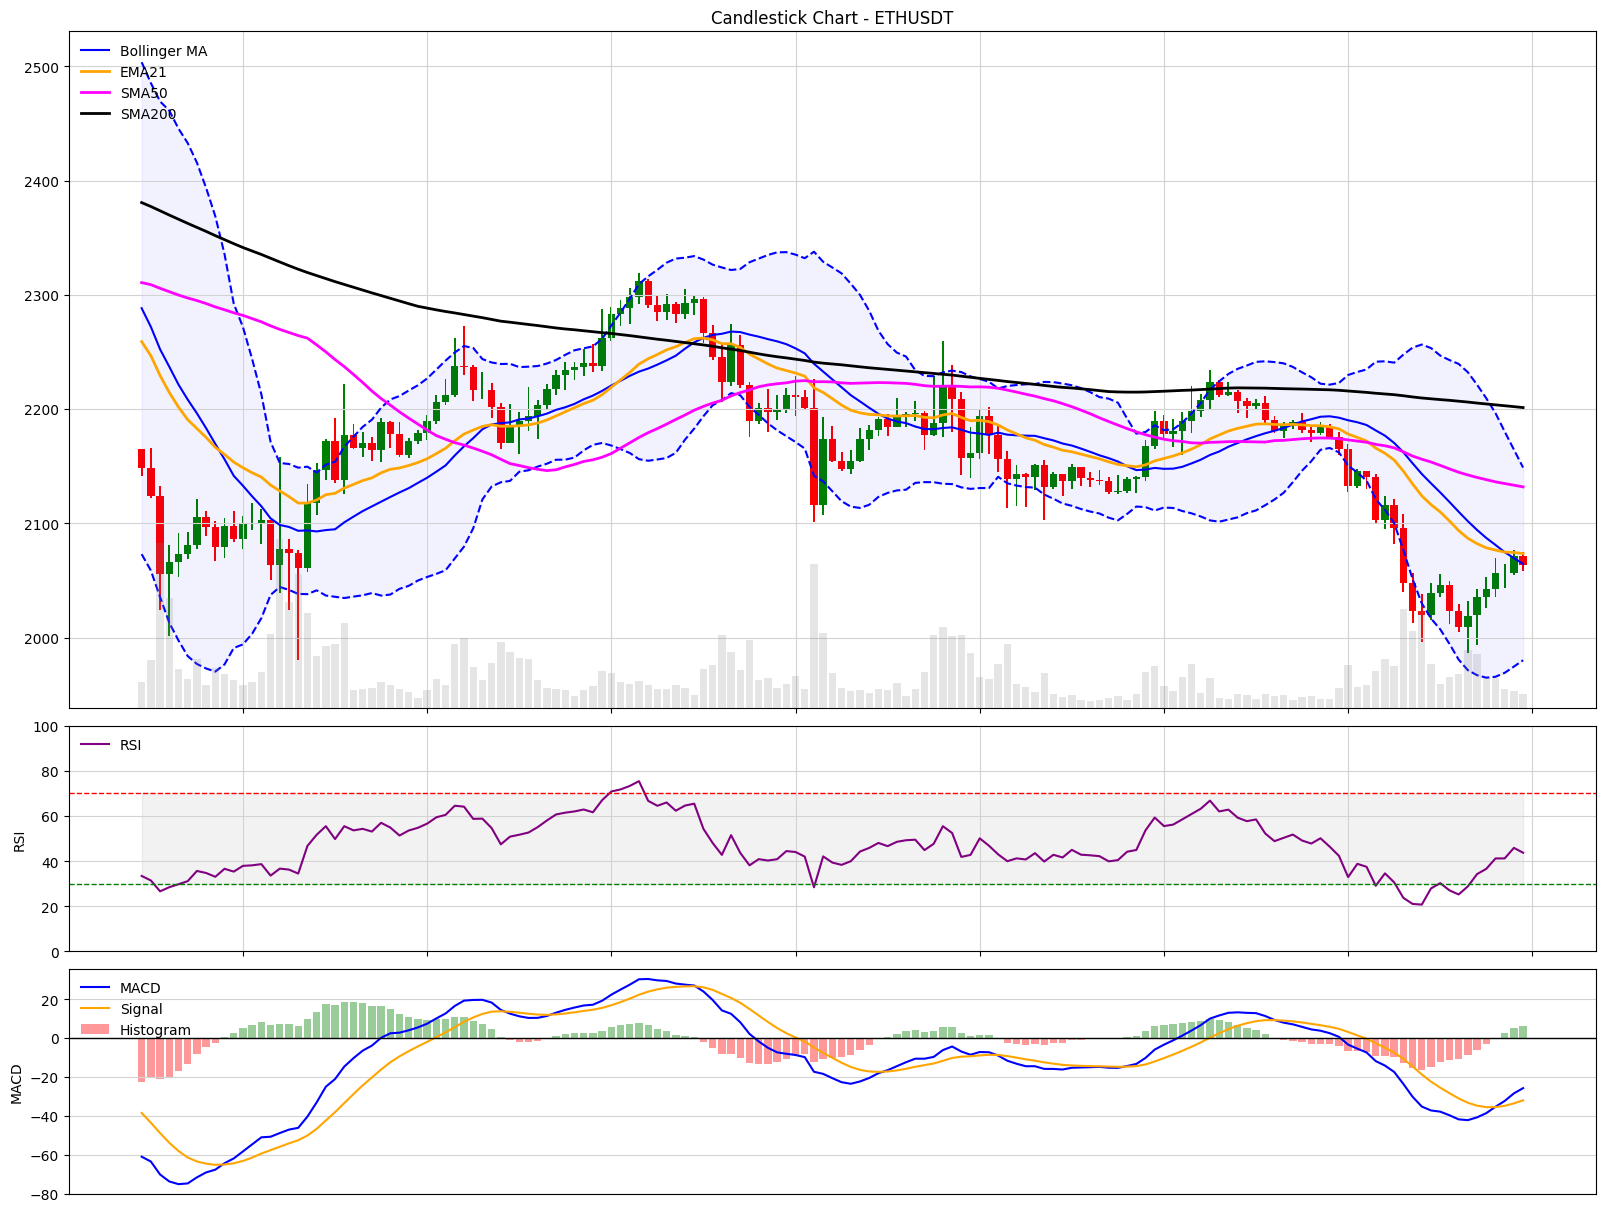 Candlestick Chart - ETHUSDT
Bollinger MA
EMA21
SMA50
SMA200
2500
2400
2300
2200
2100
2000
RSI
100
80
60
40
20
0
RSI
MACD
Signal
Histogram
20
0
−20
−40
−60
−80
MACD